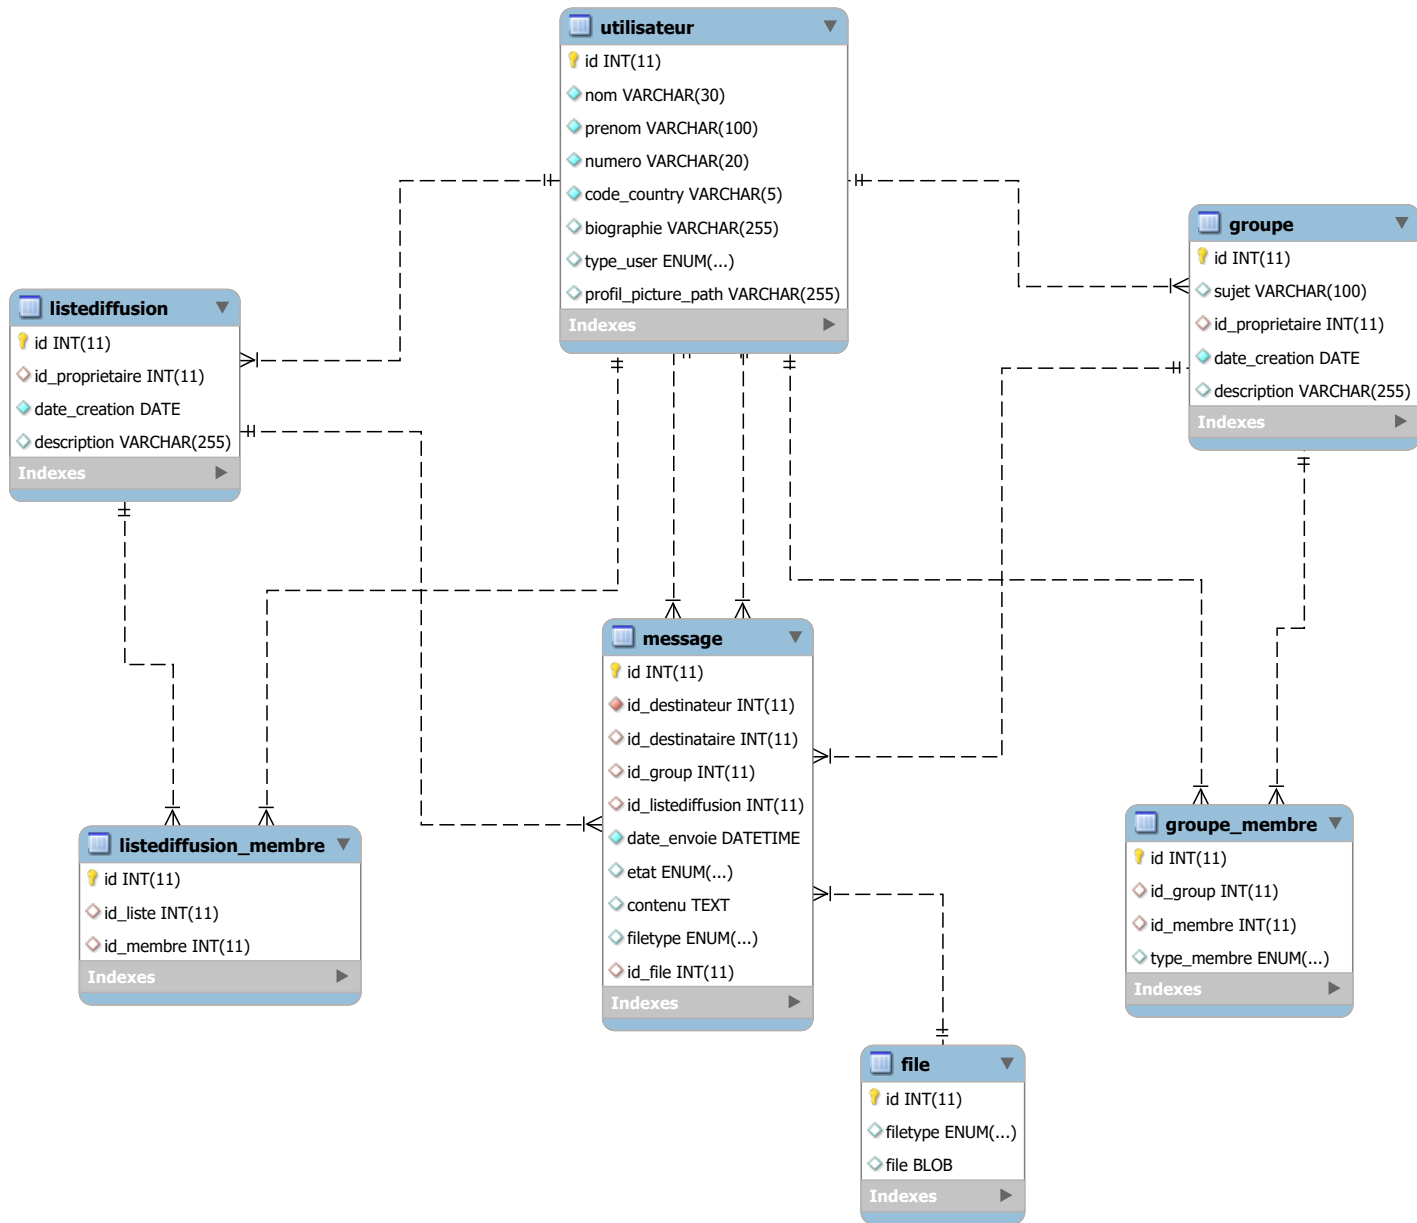 utilisateur
id INT(11)
nom VARCHAR(30)
prenom VARCHAR(100)
numero VARCHAR(20)
code_country VARCHAR(5)
biographie VARCHAR(255)
type_user ENUM(...)
profil_picture_path VARCHAR(255)
Indexes
groupe
id INT(11)
sujet VARCHAR(100)
id_proprietaire INT(11)
date_creation DATE
description VARCHAR(255)
Indexes
listediffusion
id INT(11)
id_proprietaire INT(11)
date_creation DATE
description VARCHAR(255)
Indexes
message
id INT(11)
id_destinateur INT(11)
id_destinataire INT(11)
id_group INT(11)
id_listediffusion INT(11)
date_envoie DATETIME
etat ENUM(...)
contenu TEXT
filetype ENUM(...)
id_file INT(11)
Indexes
listediffusion_membre
id INT(11)
id_liste INT(11)
id_membre INT(11)
Indexes
groupe_membre
id INT(11)
id_group INT(11)
id_membre INT(11)
type_membre ENUM(...)
Indexes
file
id INT(11)
filetype ENUM(...)
file BLOB
Indexes